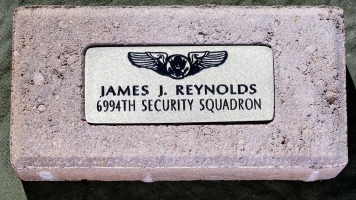 JAMES J. REYNOLDS
6994TH SECURITY SQUADRON